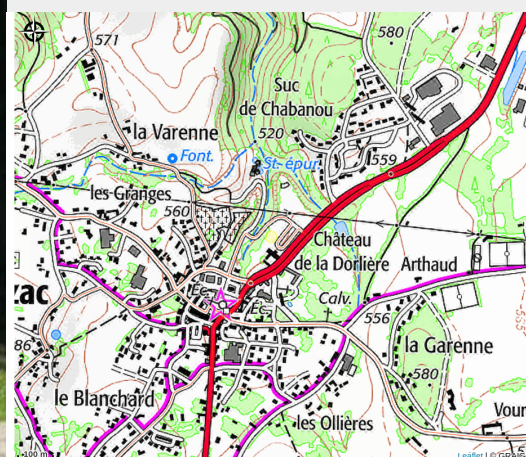 571
580
Suc
de Chabanou
la Varenne
520
Font.
St. épur.
559
les Granges
560
Château
de la Dorlière
Arthaud
zac
Ec.
Ec.
Calv.
556
86
la Garenne
580
le Blanchard
les Ollières
Vour
100 m
Leaflet | © CRAIG